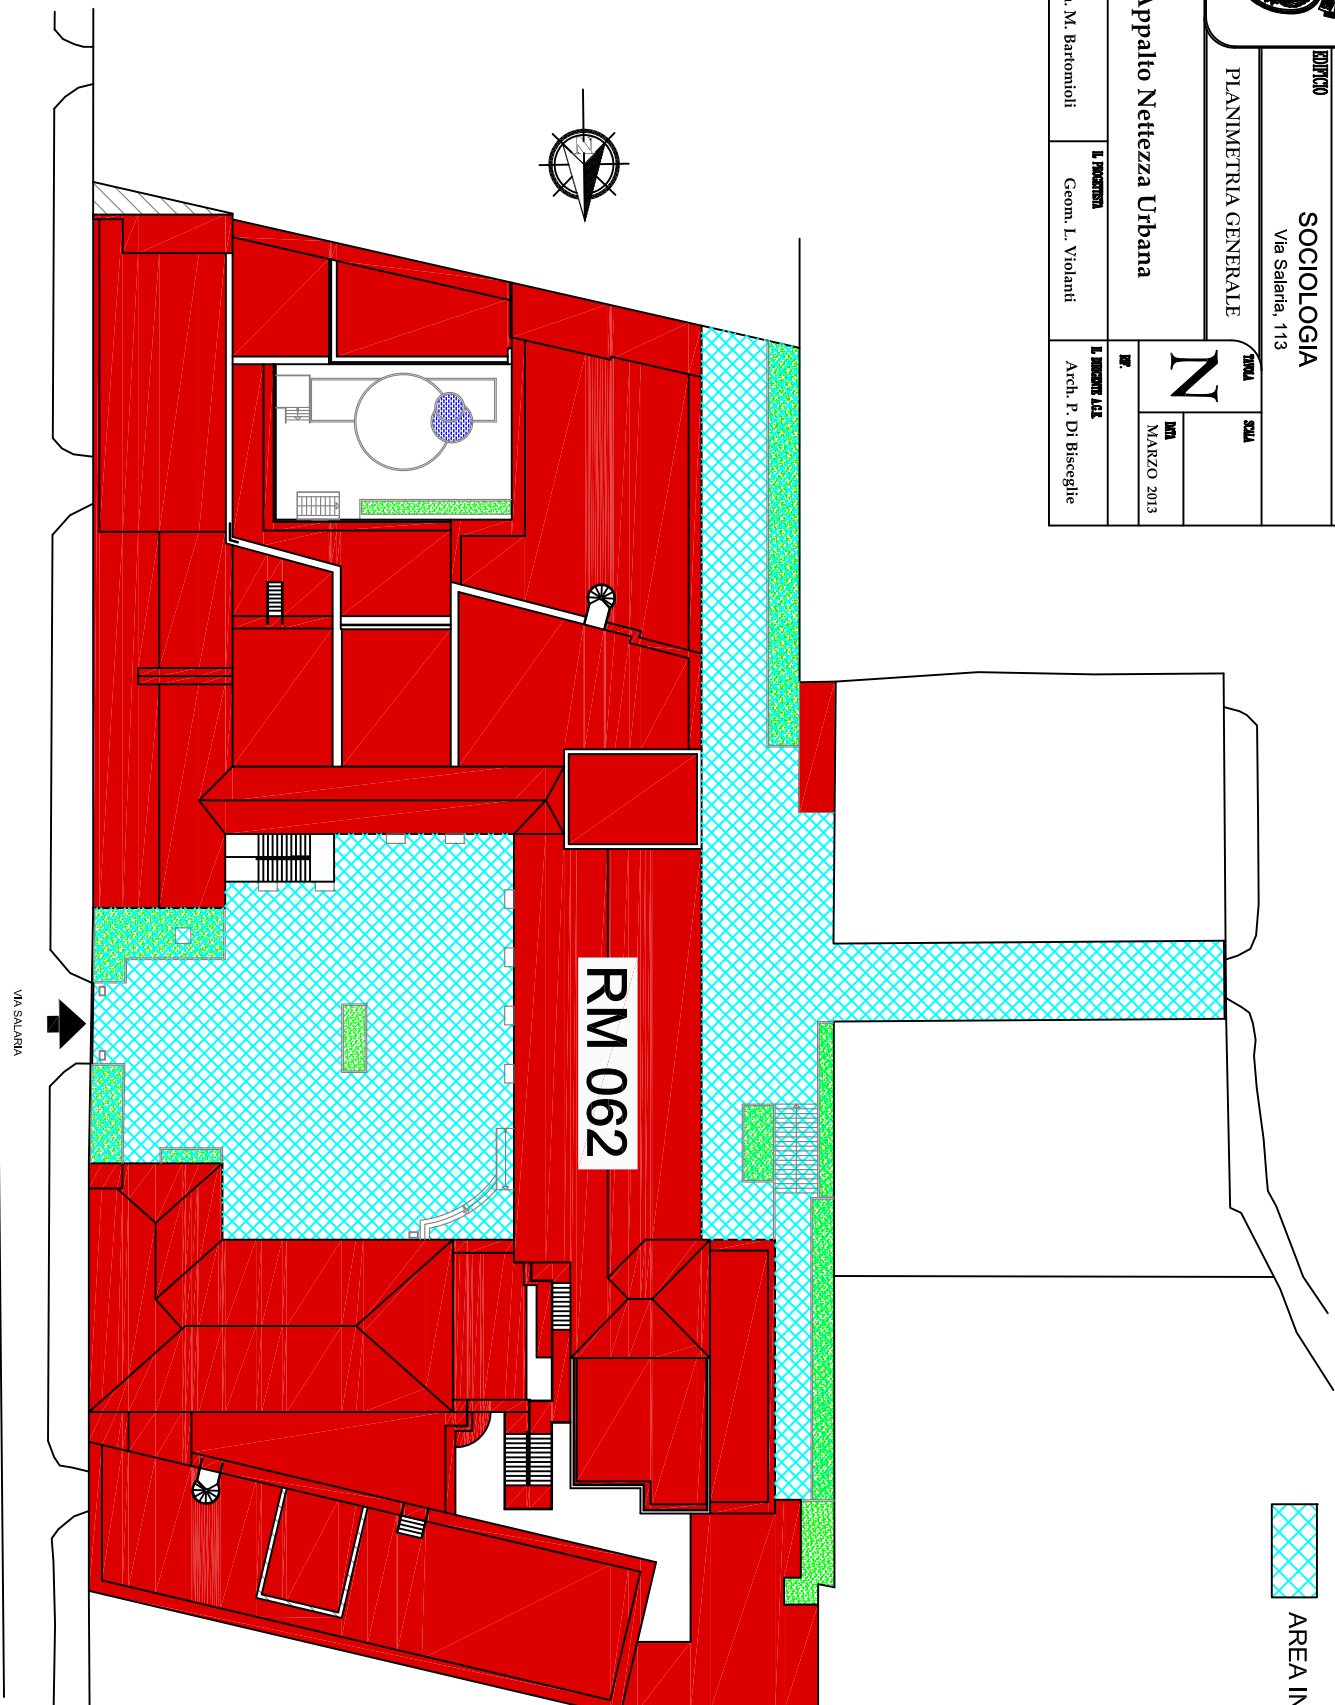 EDIFICIO
SOCIOLOGIA
Via Salaria, 113
PLANIMETRIA GENERALE
TAVOLA
N
SCALA
DATA
MARZO 2013
Appalto Nettezza Urbana
RIF.
M. Bartomioli
IL PROGETTISTA
Geom. L. Violanti
IL DIRIGENTE A.G.E.
Arch. P. Di Bisceglie
N
RM 062
VIA SALARIA
AREA IN